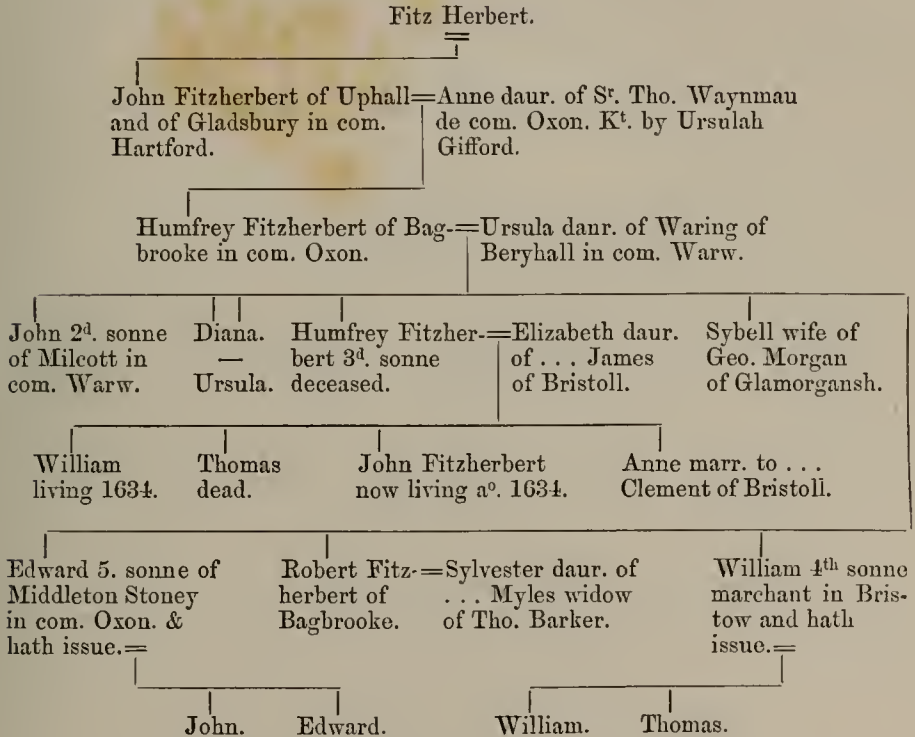 Fitz Herbert.
John Fitzherbert of Uphall=Anne daur. of Sr. Tho. Waynmau
and of Gladsbury in com. de com. Oxon. Kt. by Ursulah
Hartford. Gifford.
Humfrey Fitzherbert of Bag-=Ursula daur. of Waring of
brooke in com. Oxon. Beryhall in com. Warw.
John 2d. sonne
of Milcott in
com. Warw.
Diana.
—
Ursula.
Humfrey Fitzher-=Elizabeth daur.
bert 3d. sonne of . . . James
deceased. of Bristoll.
Sybell wife of
Geo. Morgan
of Glamorgansh.
William
living 1634.
Thomas
dead.
John Fitzherbert
now living ao. 1634.
Anne marr. to . . .
Clement of Bristoll.
Edward 5. sonne of
Middleton Stoney
in com. Oxon. &
hath issue.=
Robert Fitz-=Sylvester daur. of
herbert of . . . Myles widow
Bagbrooke. of Tho. Barker.
William 4th sonne
marchant in Bris-
tow and hath
issue.=
John. Edward. William. Thomas.